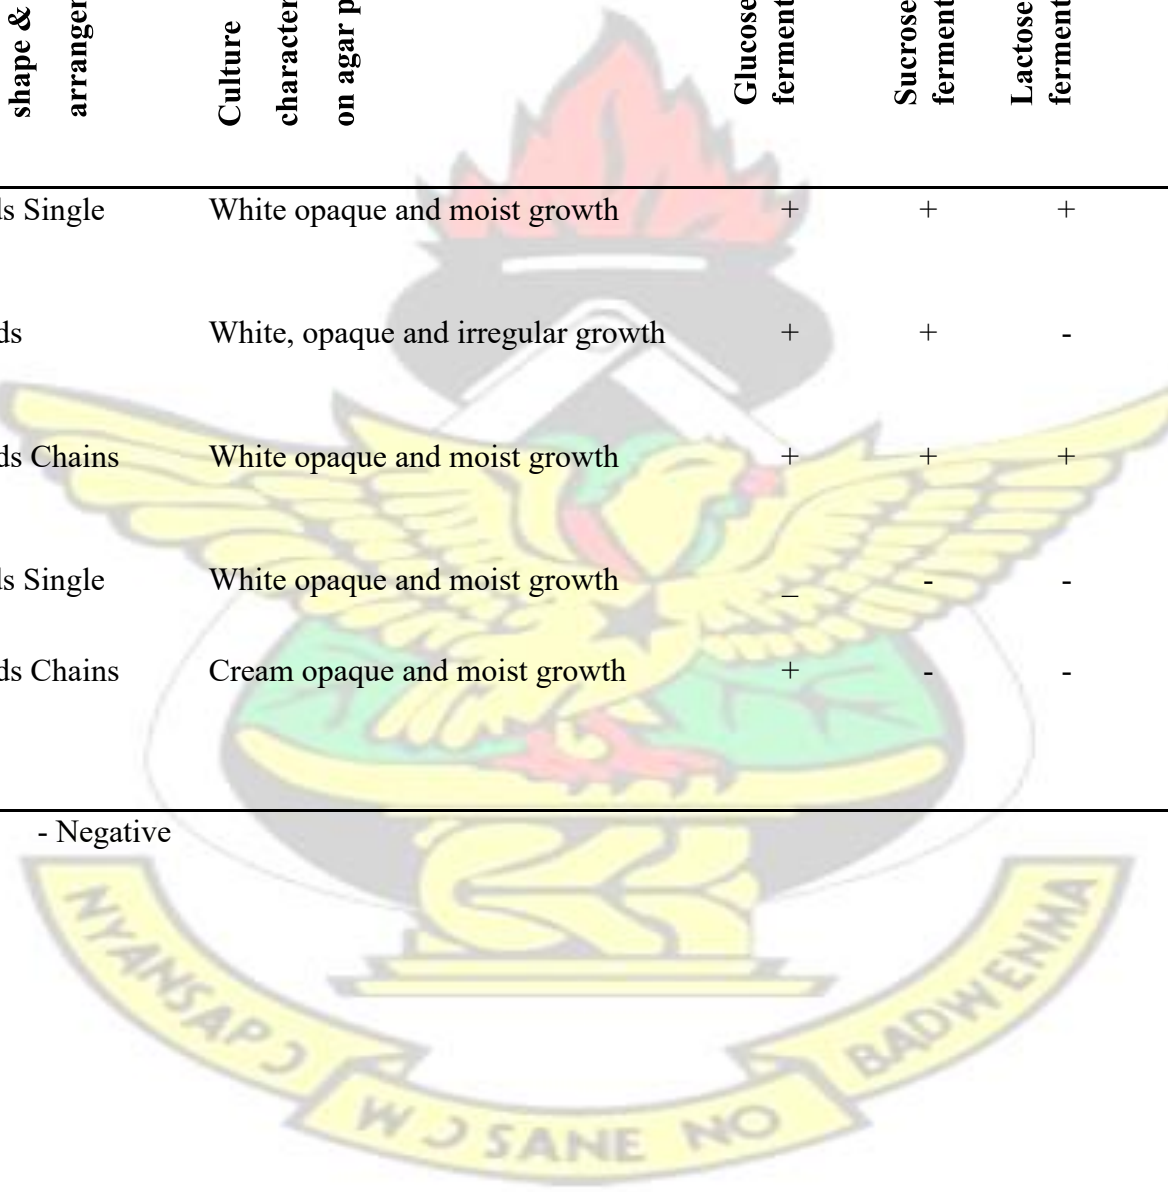 shape &
arranger
Culture
character
on agar p
Glucose
ferment
Sucrose
ferment
Lactose
ferment
ds Single White opaque and moist growth + + +
ds White, opaque and irregular growth + + -
ds Chains White opaque and moist growth + + +
ds Single White opaque and moist growth _ - -
ds Chains Cream opaque and moist growth + - -
- Negative
NYANSAPƆ
WƆSANE NO
BADWENMA